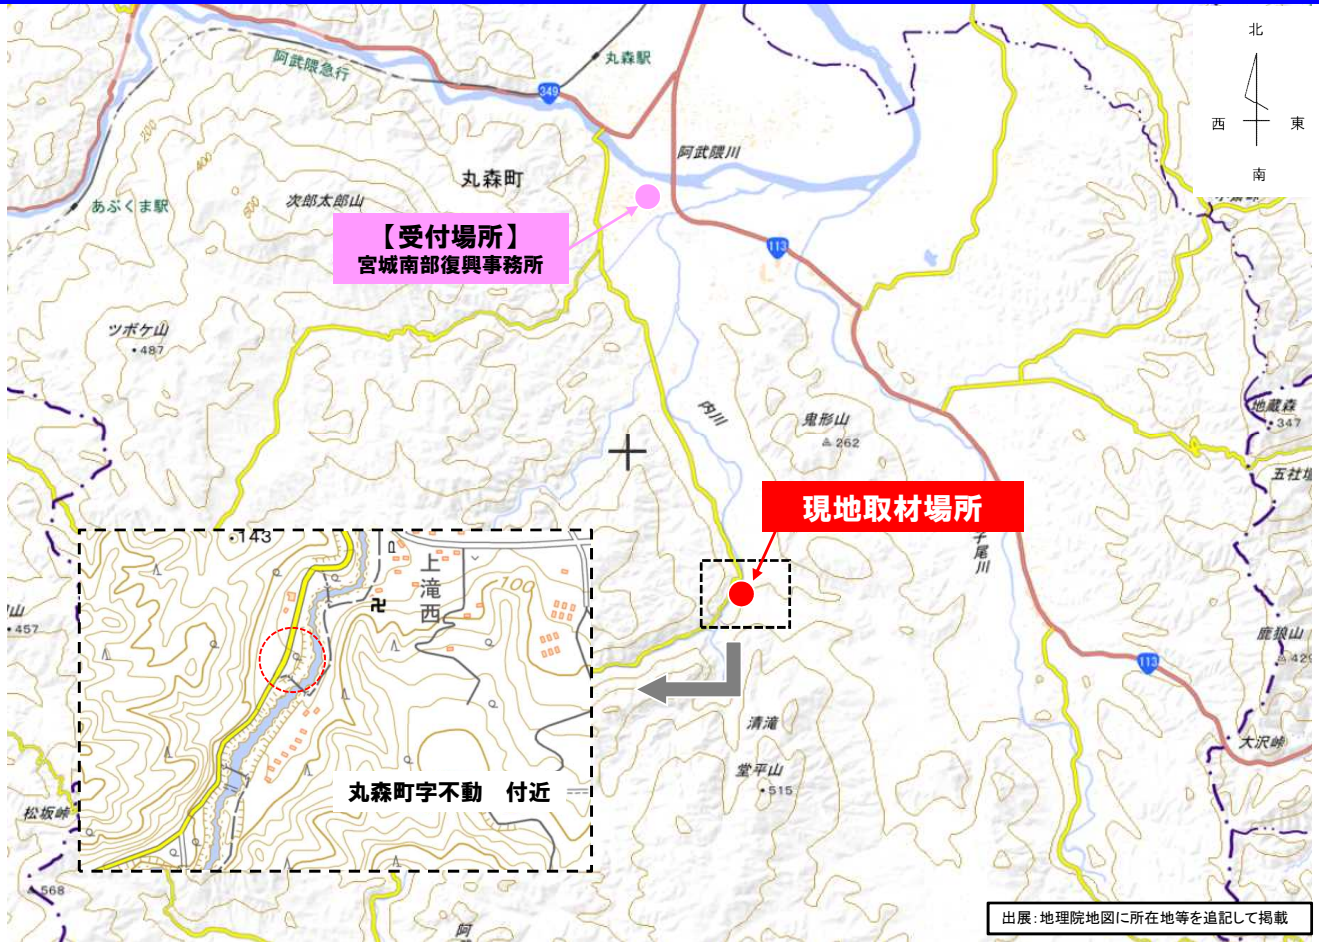 北
西
東
南
丸森駅
阿武隈急行
349
阿武隈川
200
400
500
次郎太郎山
丸森町
あぶくま駅
【受付場所】
宮城南部復興事務所
113
ツボケ山
・487
内川
鬼形山
262
地蔵森
・347
現地取材場所
・143
上滝西
100
卍
丸森町字不動 付近
・457
鹿狼山
429
113
清滝
堂平山
・515
大沢峠
松坂峠
568
出展：地理院地図に所在地等を追記して掲載